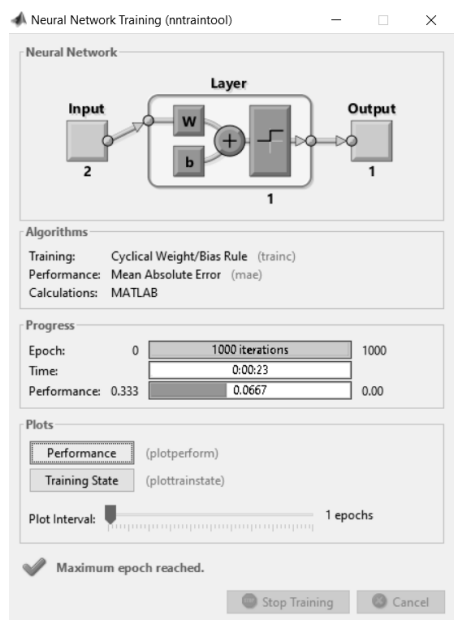 Neural Network Training (nntraintool)
Neural Network
Layer
Input
Output
W
b
+
2
1
1
Algorithms
Training: Cyclical Weight/Bias Rule (trainc)
Performance: Mean Absolute Error (mae)
Calculations: MATLAB
Progress
Epoch: 0 1000 iterations 1000
Time: 0:00:23
Performance: 0.333 0.0667 0.00
Plots
Performance (plotperform)
Training State (plottrainstate)
Plot Interval: 1 epochs
Maximum epoch reached.
Stop Training Cancel